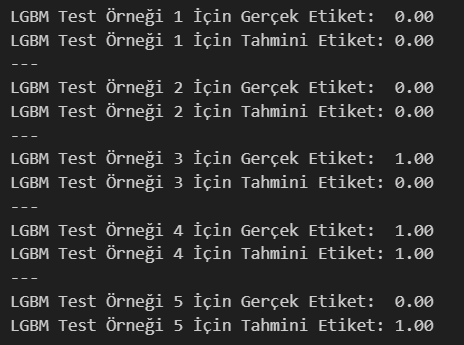 LGBM Test Örneği 1 İçin Gerçek Etiket:  0.00
LGBM Test Örneği 1 İçin Tahmini Etiket: 0.00
---
LGBM Test Örneği 2 İçin Gerçek Etiket:  0.00
LGBM Test Örneği 2 İçin Tahmini Etiket: 0.00
---
LGBM Test Örneği 3 İçin Gerçek Etiket:  1.00
LGBM Test Örneği 3 İçin Tahmini Etiket: 0.00
---
LGBM Test Örneği 4 İçin Gerçek Etiket:  1.00
LGBM Test Örneği 4 İçin Tahmini Etiket: 1.00
---
LGBM Test Örneği 5 İçin Gerçek Etiket:  0.00
LGBM Test Örneği 5 İçin Tahmini Etiket: 1.00